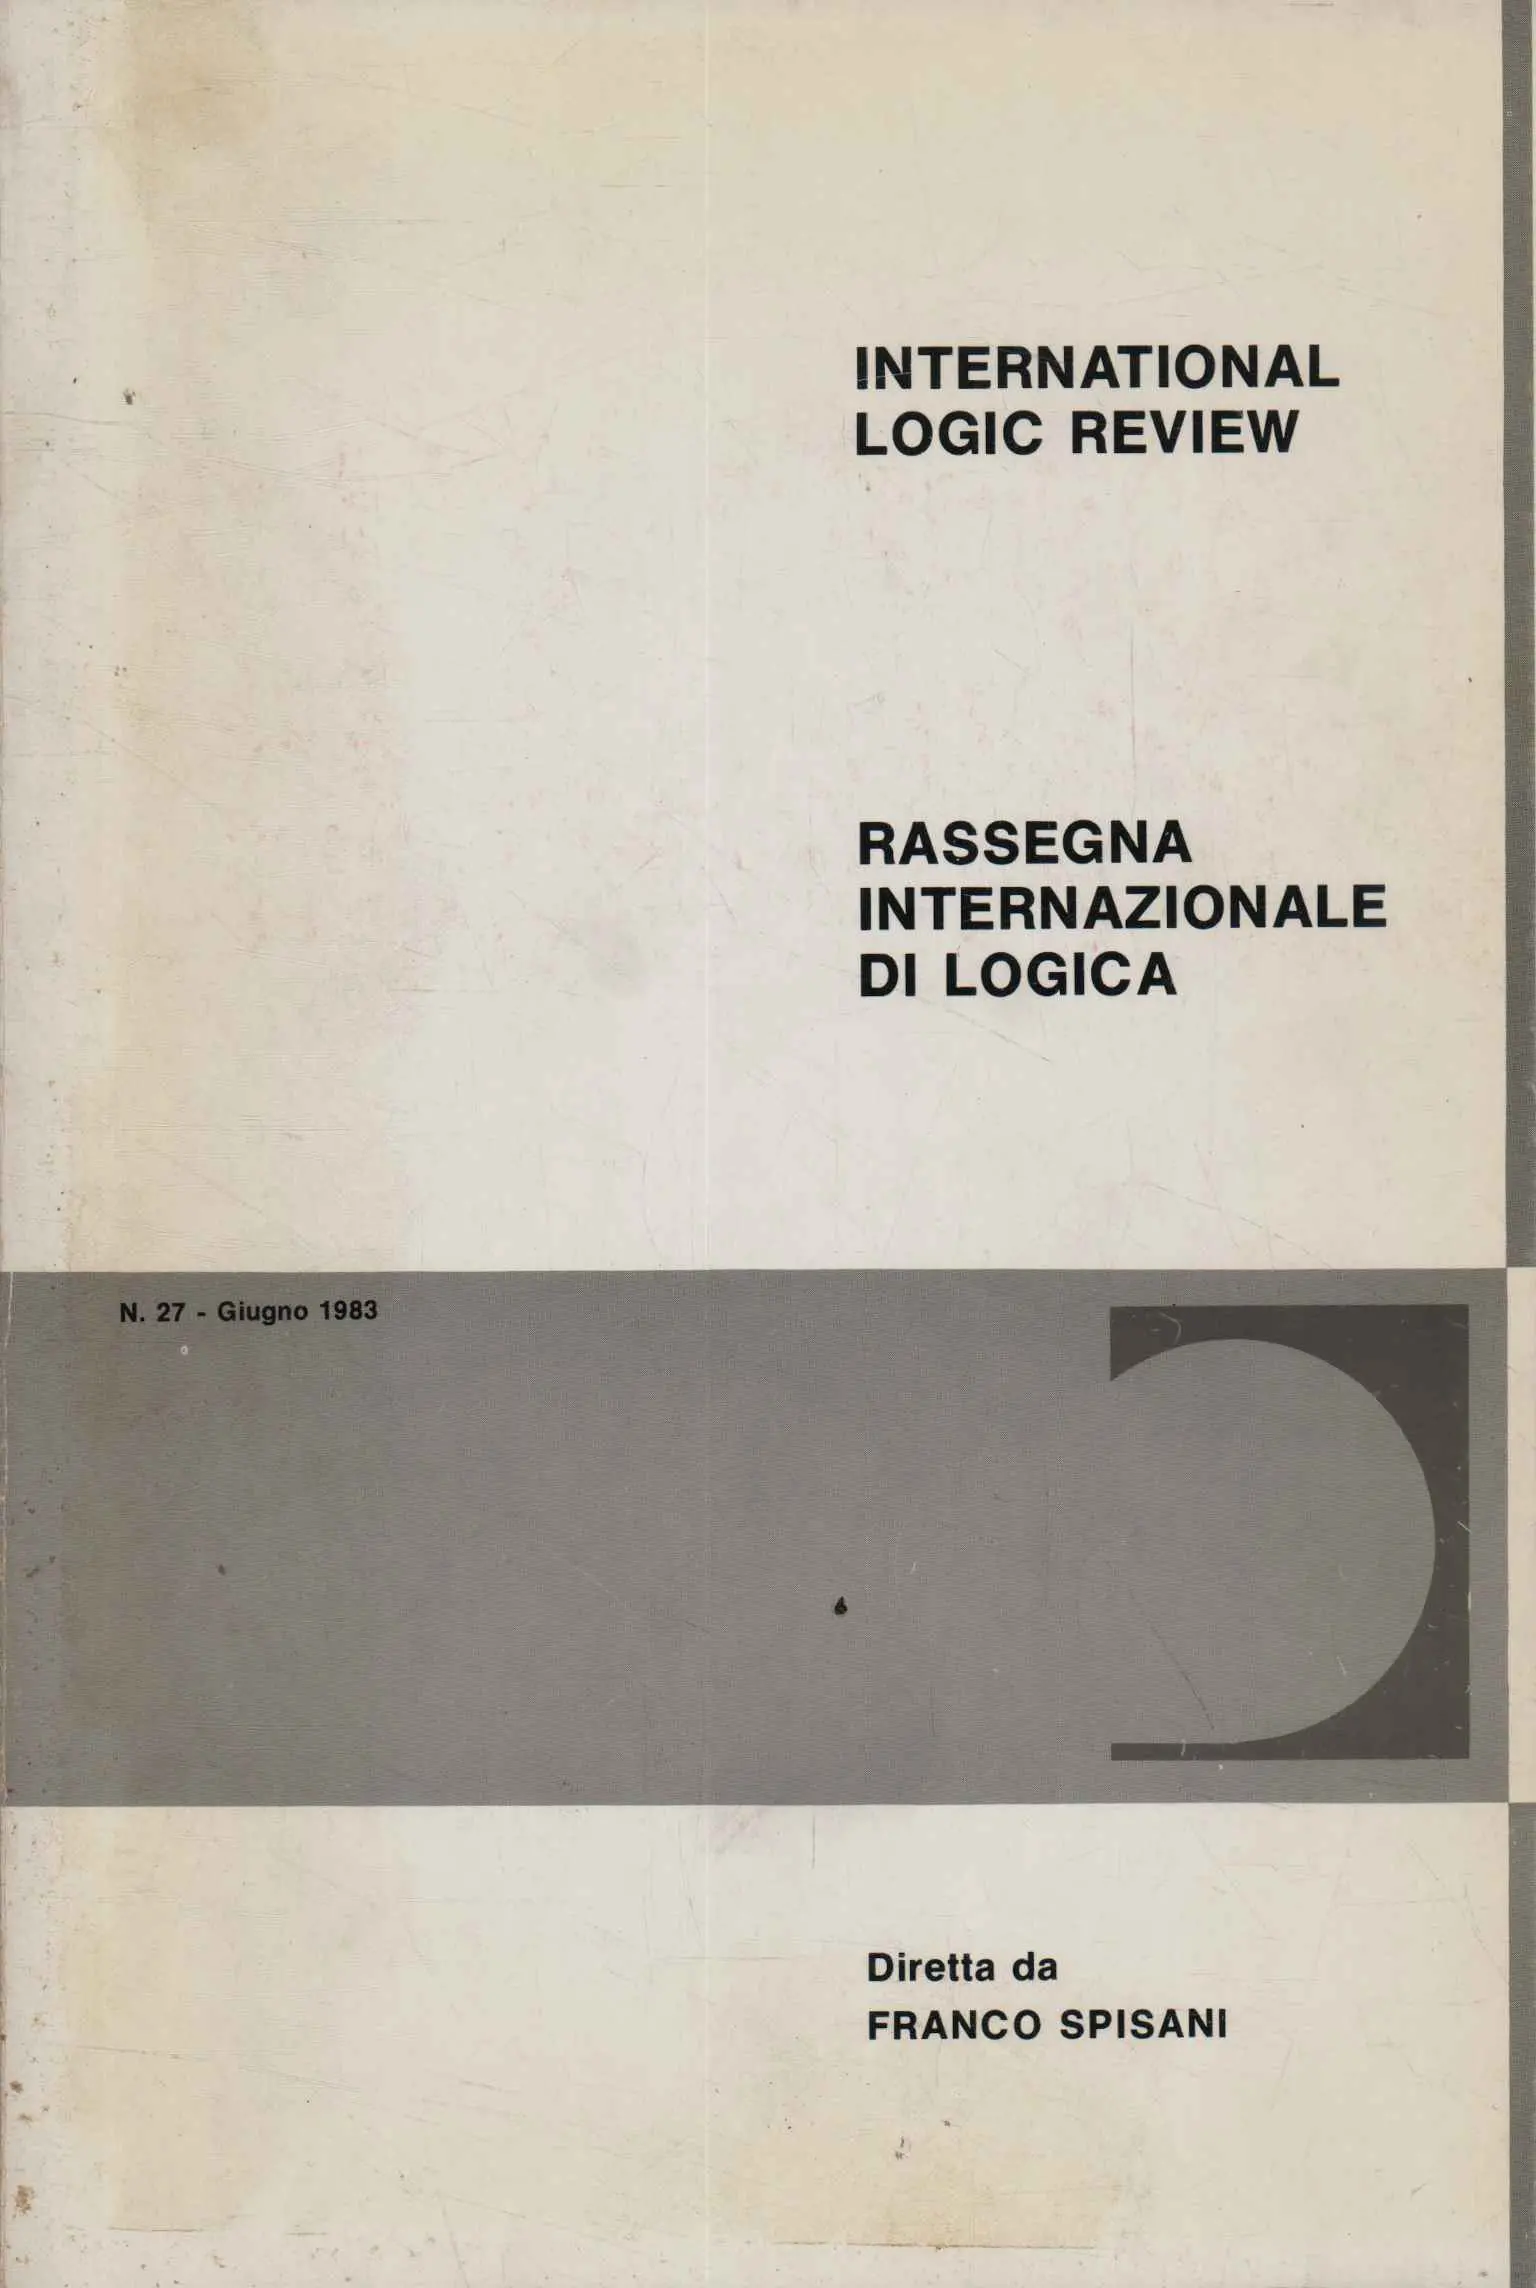 INTERNATIONAL
LOGIC REVIEW
RASSEGNA
INTERNAZIONALE
DI LOGICA
N. 27 - Giugno 1983
Diretta da
FRANCO SPISANI